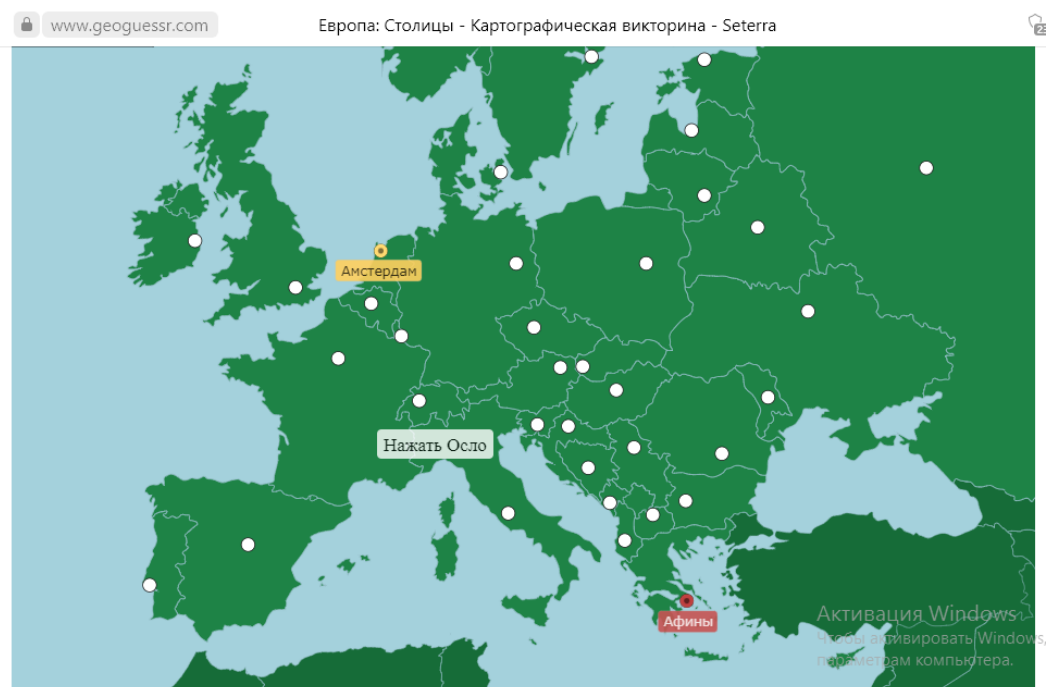 www.geoguessr.com
Европа: Столицы - Картографическая викторина - Seterra
23
Амстердам
Нажать Осло
Афины
Активация Windows
Чтобы активировать Windows,
параметрам компьютера.